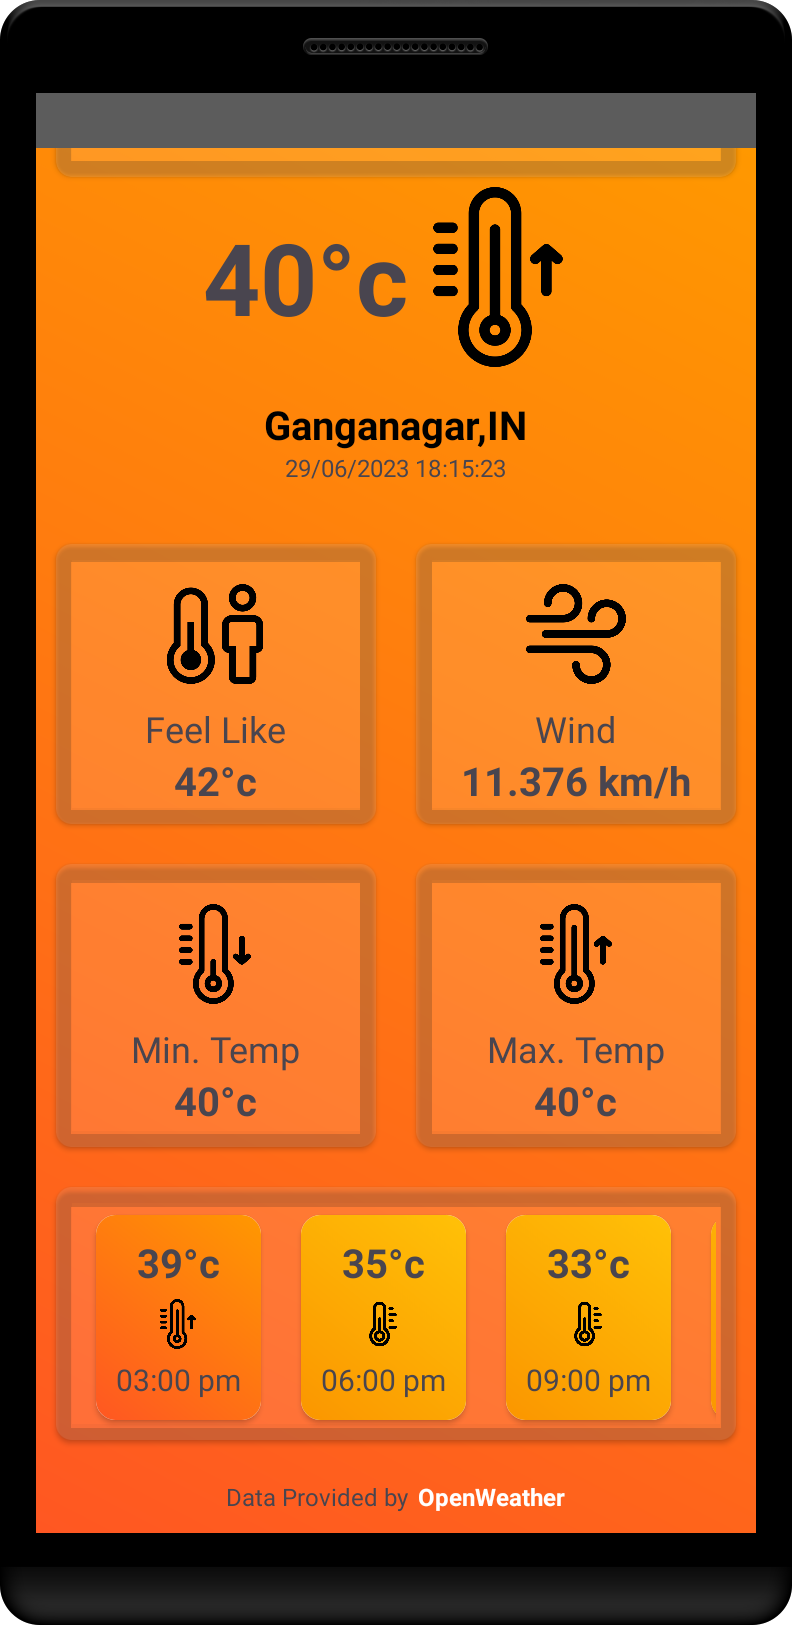 40°c
Ganganagar,IN
29/06/2023 18:15:23
Feel Like
42°c
Wind
11.376 km/h
Min. Temp
40°c
Max. Temp
40°c
39°c
03:00 pm
35°c
06:00 pm
33°c
09:00 pm
Data Provided by OpenWeather